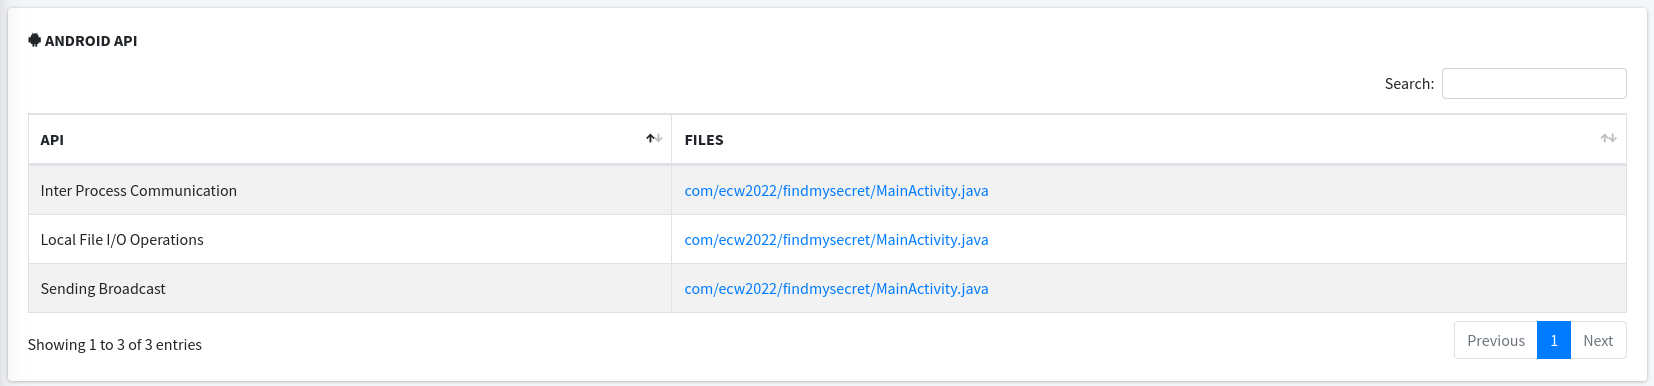 ANDROID API
Search:
API FILES
Inter Process Communication com/ecw2022/findmysecret/MainActivity.java
Local File I/O Operations com/ecw2022/findmysecret/MainActivity.java
Sending Broadcast com/ecw2022/findmysecret/MainActivity.java
Showing 1 to 3 of 3 entries Previous 1 Next